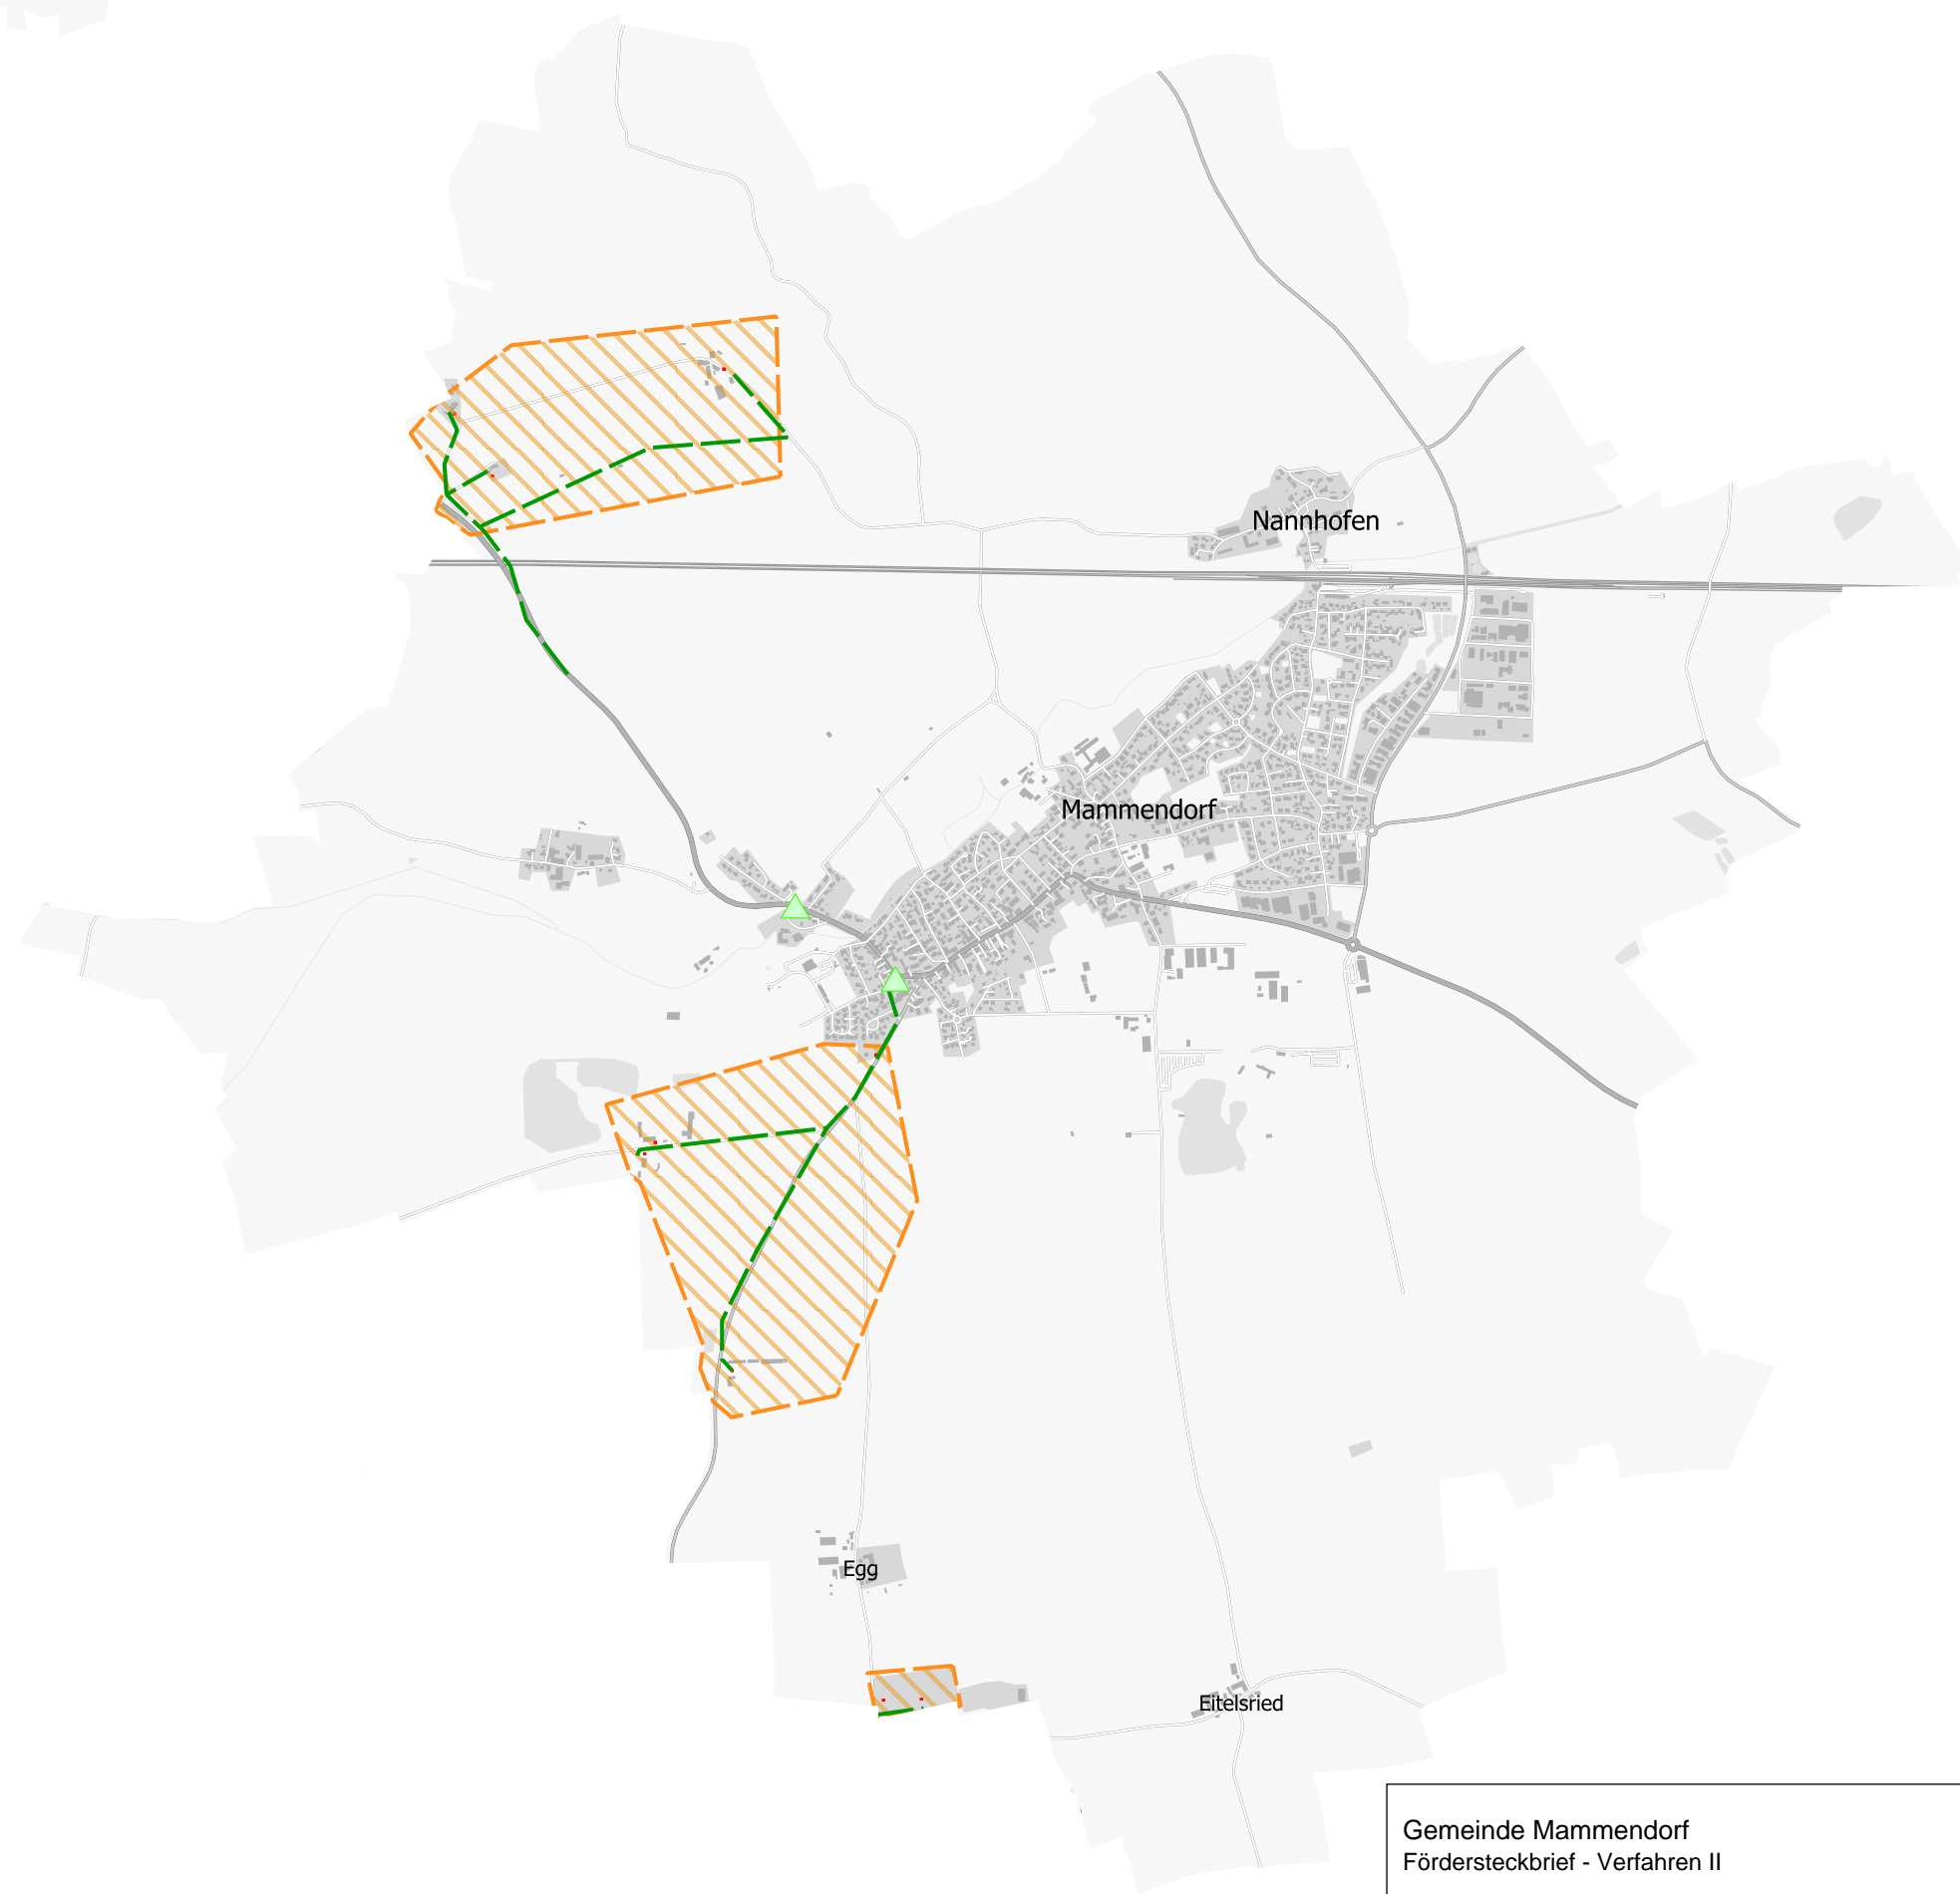 Nannhofen
Mammendorf
Egg
Eitelsried
Gemeinde Mammendorf
Fördersteckbrief - Verfahren II